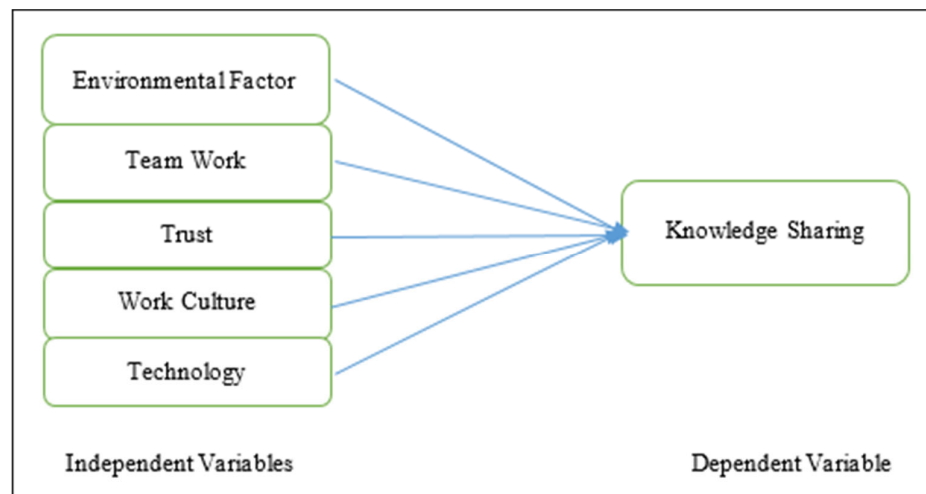 Environmental Factor
Team Work
Trust
Work Culture
Technology
Knowledge Sharing
Independent Variables
Dependent Variable